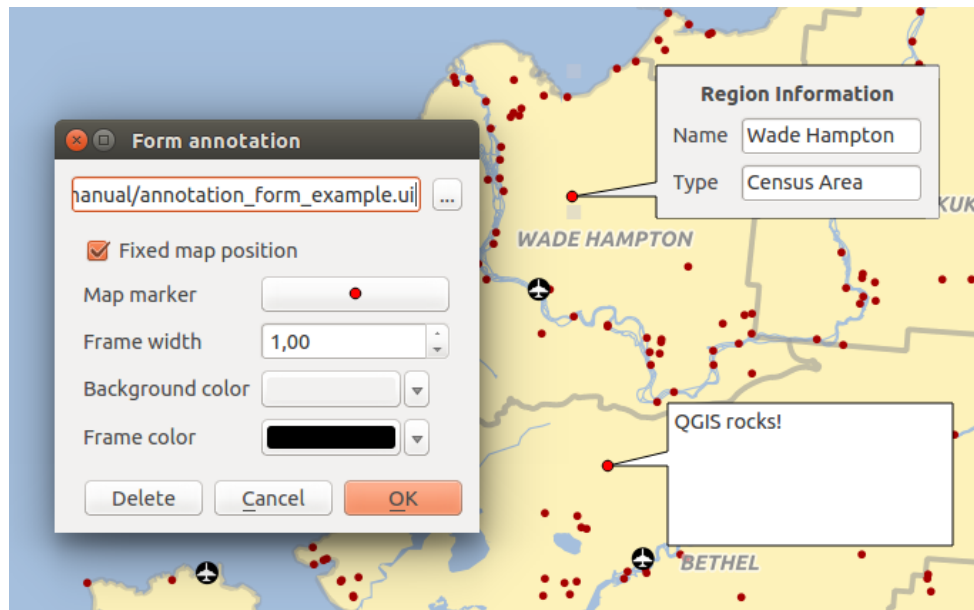 Form annotation
nanual/annotation_form_example.ui
...
Fixed map position
Map marker
Frame width
1,00
Background color
Frame color
Delete
Cancel
OK
Region Information
Name
Wade Hampton
Type
Census Area
KUK
WADE HAMPTON
QGIS rocks!
BETHEL